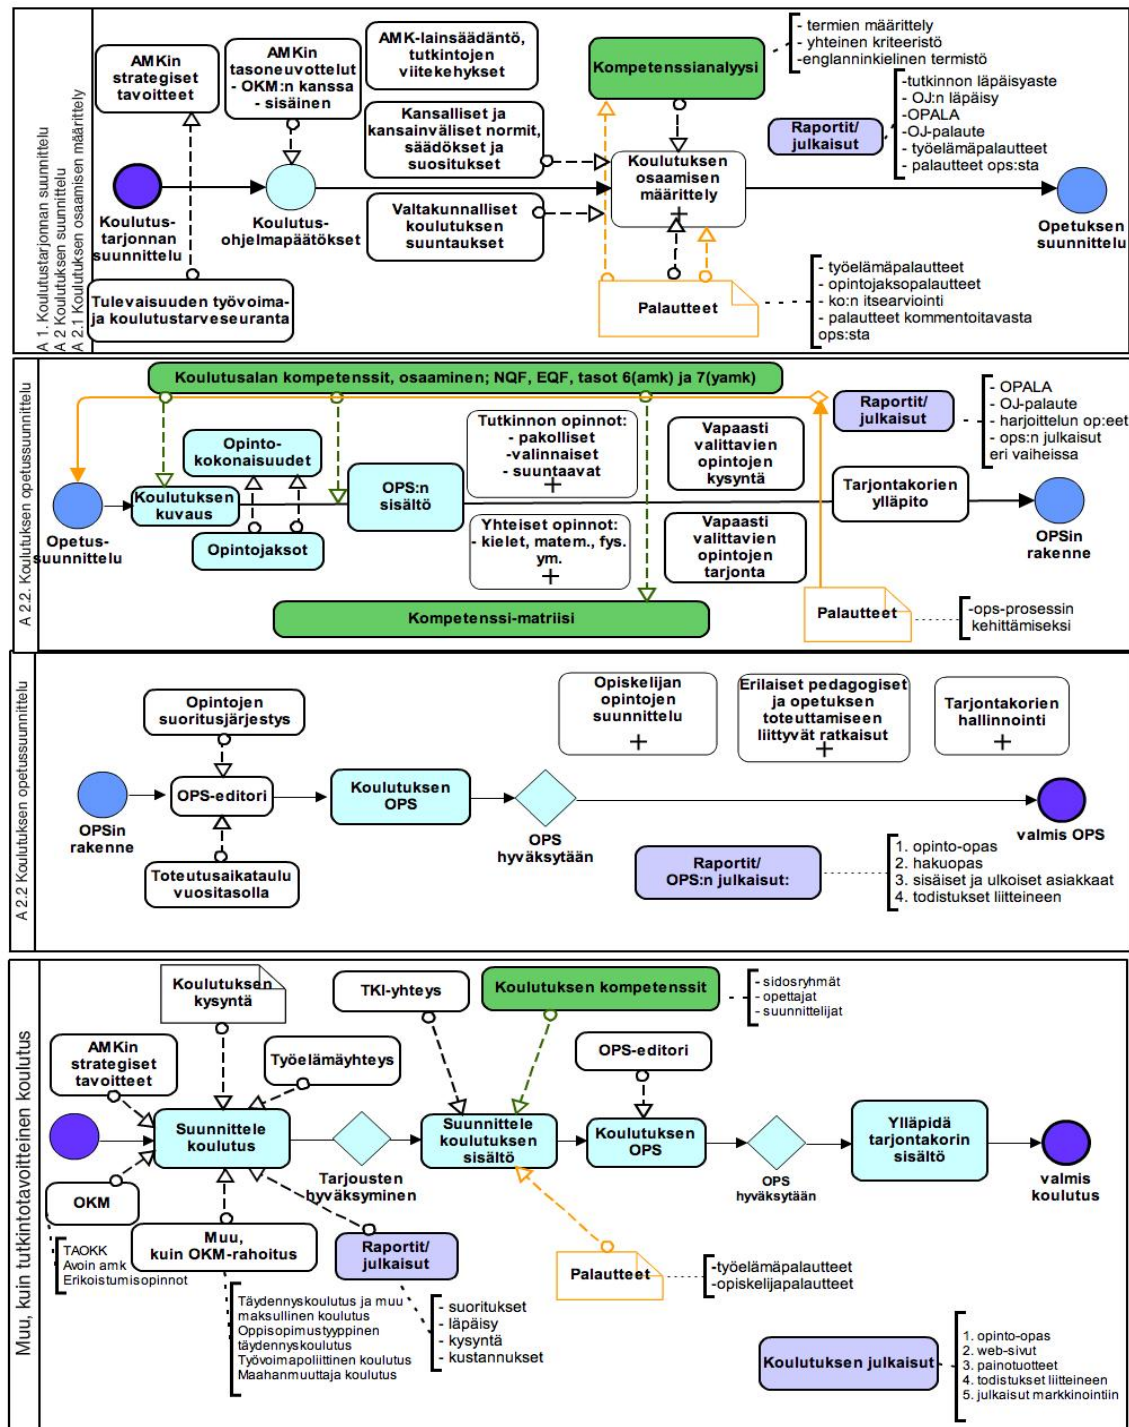 A 1. Koulutustarjonnan suunnittelu
A 2 Koulutuksen suunnittelu
A 2.1 Koulutuksen osaamisen määrittely
AMKin
strategiset
tavoitteet
AMKin
tasoneuvottelut
- OKM:n kanssa
- sisäinen
AMK-lainsäädäntö,
tutkintojen
viitekehykset
Kansalliset ja
kansainväliset normit,
säädökset ja
suositukset
Valtakunnalliset
koulutuksen
suuntaukset
Kompetenssianalyysi
- termien määrittely
- yhteinen kriteeristö
-englanninkielinen termistö
Raportit/
julkaisut
-tutkinnon läpäisyaste
- OJ:n läpäisy
-OPALA
-OJ-palaute
- työelämäpalautteet
- palautteet ops:sta
Koulutuksen
osaamisen
määrittely
Koulutus-
tarjonnan
suunnittelu
Koulutus-
ohjelmapäätökset
Opetuksen
suunnittelu
Tulevaisuuden työvoima-
ja koulutustarveseuranta
Palautteet
- työelämäpalautteet
- opintojaksopalautteet
- ko:n itsearviointi
- palautteet kommentoitavasta
ops:sta
A 2.2. Koulutuksen opetussuunnittelu
Koulutusalan kompetenssit, osaaminen; NQF, EQF, tasot 6(amk) ja 7(yamk)
Raportit/
julkaisut
- OPALA
- OJ-palaute
- harjoittelun op:eet
- ops:n julkaisut
eri vaiheissa
Opinto-
kokonaisuudet
Tutkinnon opinnot:
- pakolliset
-valinnaiset
- suuntaavat
Vapaasti
valittavien
opintojen
kysyntä
Koulutuksen
kuvaus
OPS:n
sisältö
Tarjontakorien
ylläpito
Opetus-
suunnittelu
Opintojaksot
Yhteiset opinnot:
- kielet, matem., fys.
ym.
Vapaasti
valittavien
opintojen
tarjonta
OPSin
rakenne
Kompetenssi-matriisi
Palautteet
-ops-prosessin
kehittämiseksi
A 2.2 Koulutuksen opetussuunnittelu
Opintojen
suoritusjärjestys
Opiskelijan
opintojen
suunnittelu
Erilaiset pedagogiset
ja opetuksen
toteuttamiseen
liittyvät ratkaisut
Tarjontakorien
hallinnointi
OPS-editori
Koulutuksen
OPS
OPSin
rakenne
OPS
hyväksytään
valmis OPS
Toteutusaikataulu
vuositasolla
Raportit/
OPS:n julkaisut:
1. opinto-opas
2. hakuopas
3. sisäiset ja ulkoiset asiakkaat
4. todistukset liitteineen
Muu, kuin tutkintotavoitteinen koulutus
Koulutuksen
kysyntä
TKI-yhteys
Koulutuksen kompetenssit
- sidosryhmät
- opettajat
- suunnittelijat
AMKin
strategiset
tavoitteet
Työelämäyhteys
OPS-editori
Suunnittele
koulutus
Tarjousten
hyväksyminen
Suunnittele
koulutuksen
sisältö
Koulutuksen
OPS
OPS
hyväksytään
Ylläpidä
tarjontakorin
sisältö
valmis
koulutus
OKM
TAOKK
Avoin amk
Erikoistumisopinnot
Muu,
kuin OKM-rahoitus
Raportit/
julkaisut
Palautteet
-työelämäpalautteet
-opiskelijapalautteet
Täydennyskoulutus ja muu
maksullinen koulutus
Oppisopimustyyppinen
täydennyskoulutus
Työvoimapoliittinen koulutus
Maahanmuuttaja koulutus
- suoritukset
- läpäisy
- kysyntä
- kustannukset
Koulutuksen julkaisut
1. opinto-opas
2. web-sivut
3. painotuotteet
4. todistukset liitteineen
5. julkaisut markkinointiin